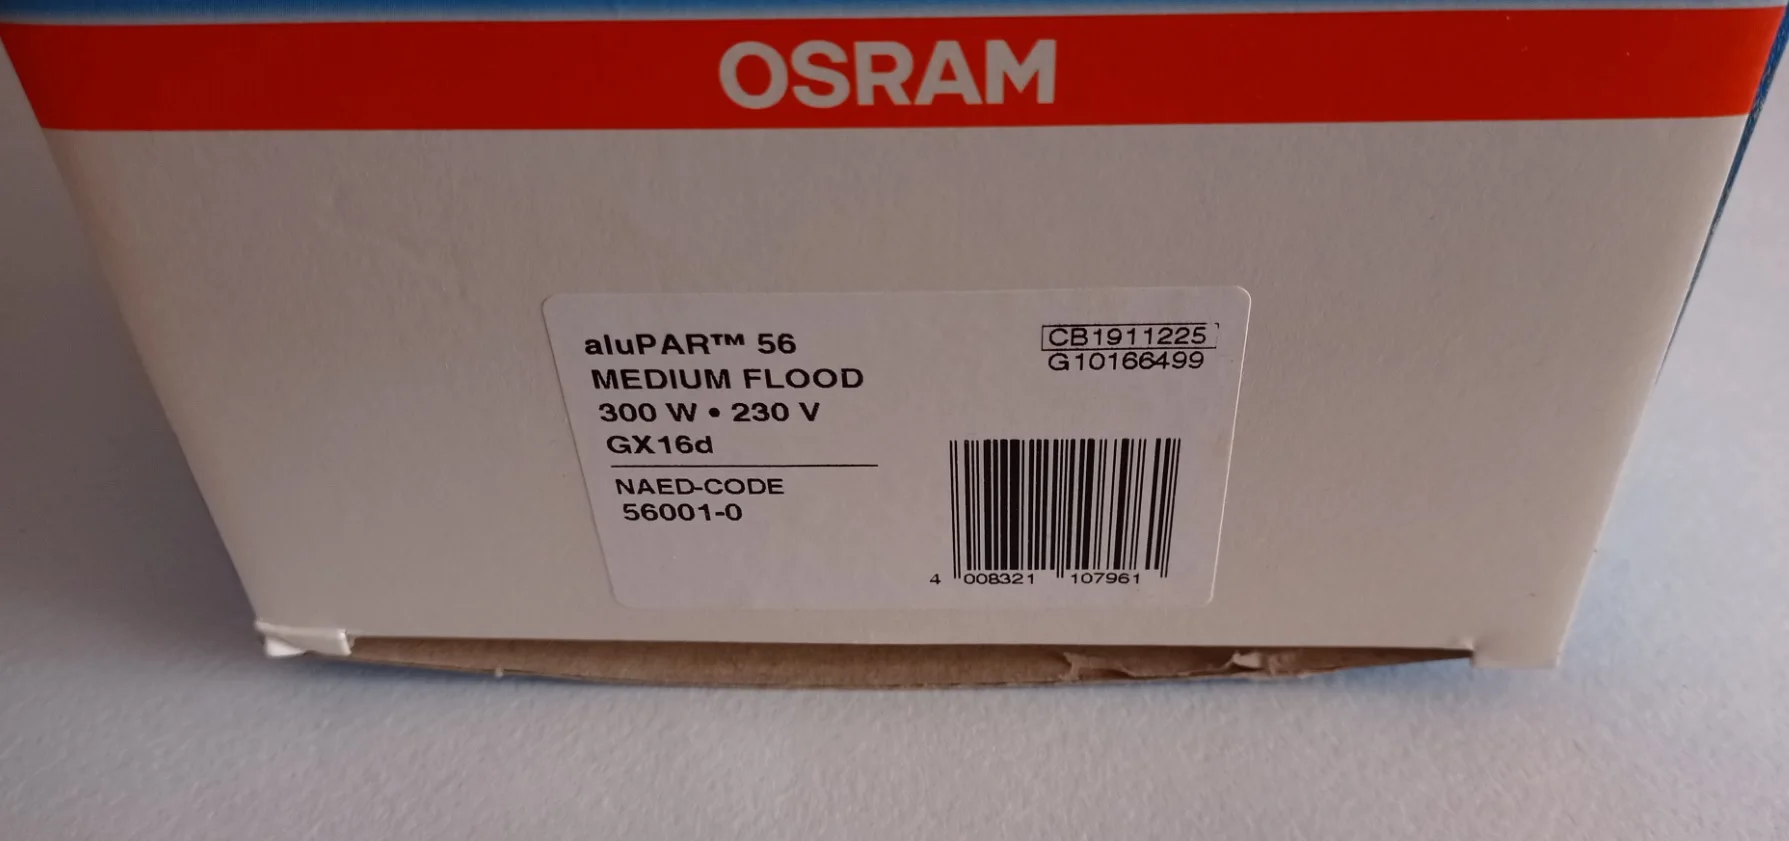 OSRAM
aluPAR™ 56
MEDIUM FLOOD
300 W • 230 V
GX16d
NAED-CODE
56001-0
CB1911225
G10166499
4 008321 107961